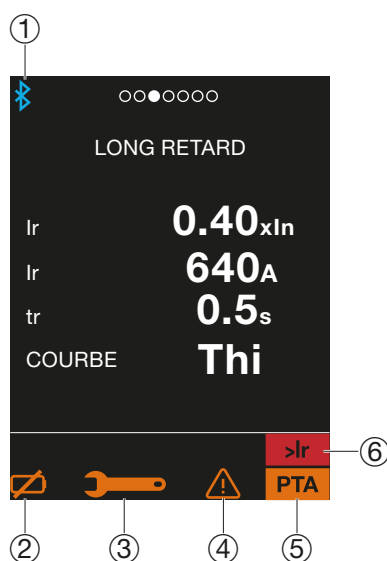 ①
LONG RETARD
Ir 0.40xIn
Ir 640A
tr 0.5s
COURBE Thi
>Ir ⑥
PTA
② ③ ④ ⑤